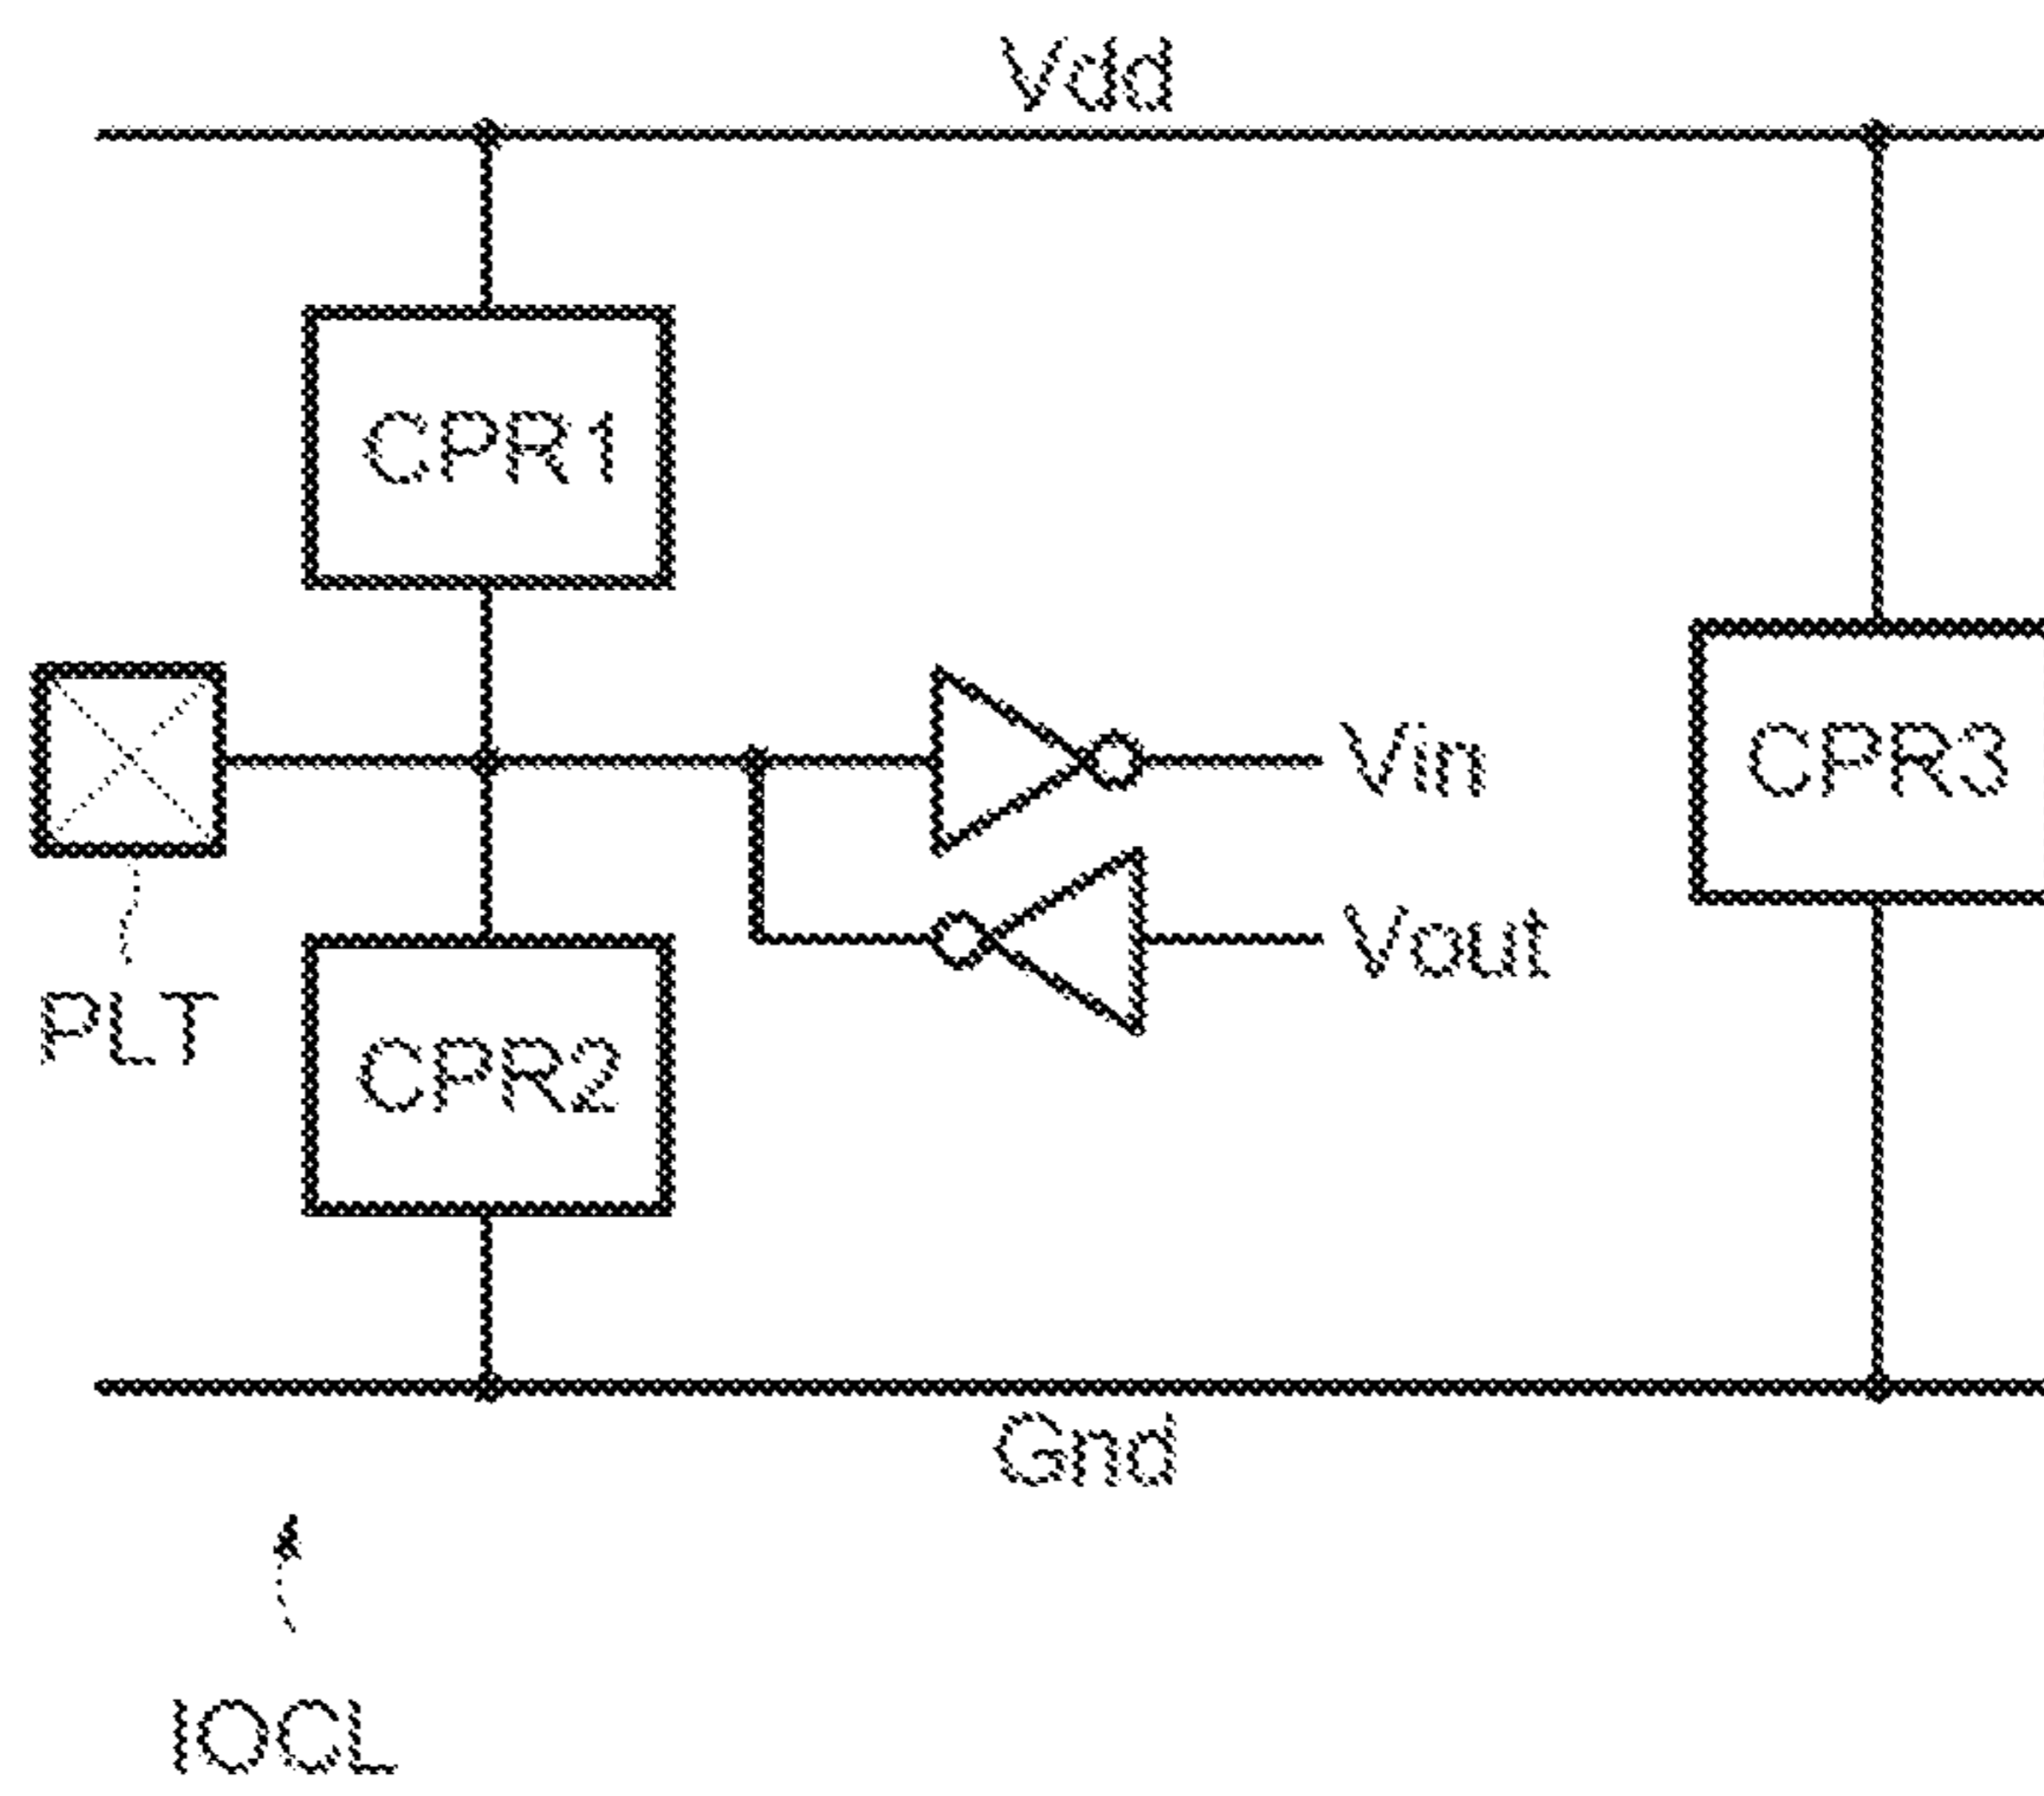 Vdd
CPR1
Vin
CPR3
Vout
PLT
CPR2
Gnd
IOCL